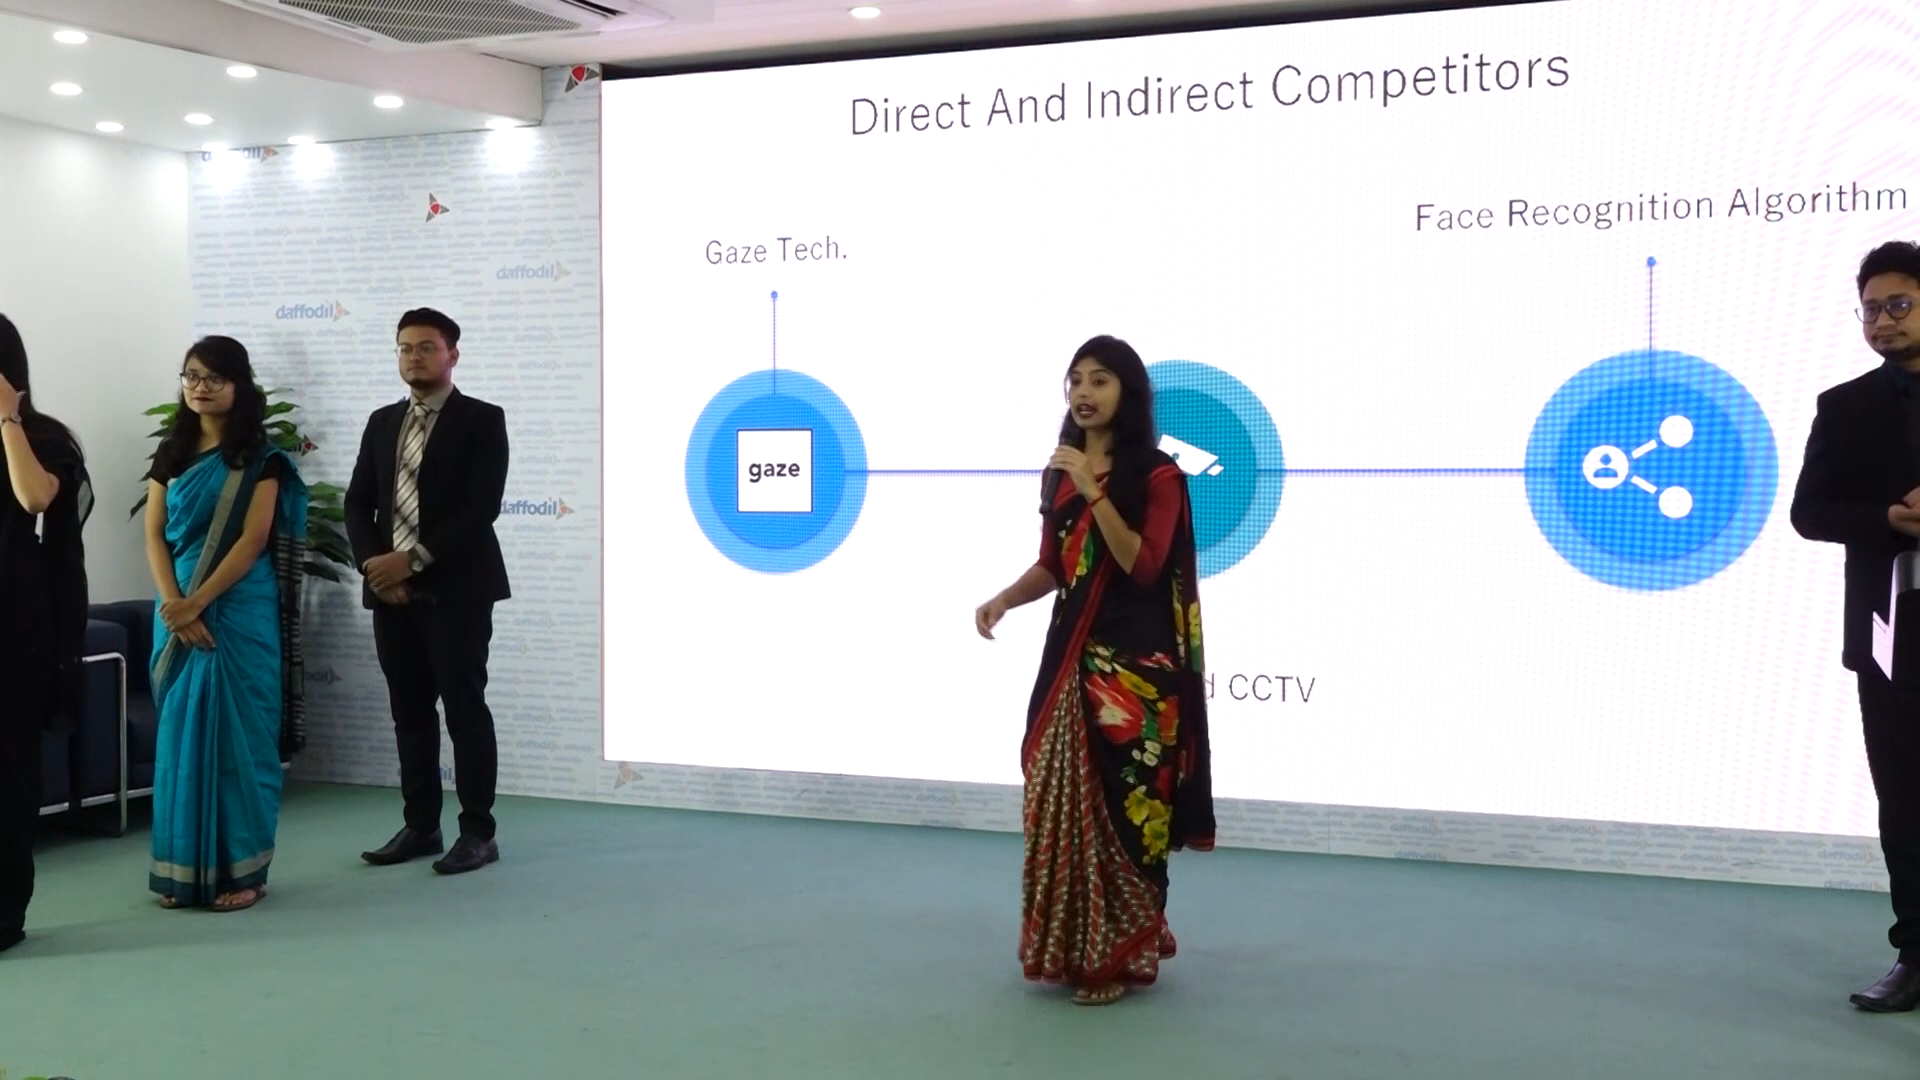 Direct And Indirect Competitors
Face Recognition Algorithm
Gaze Tech.
gaze
CCTV
daffodil
daffodil
daffodil